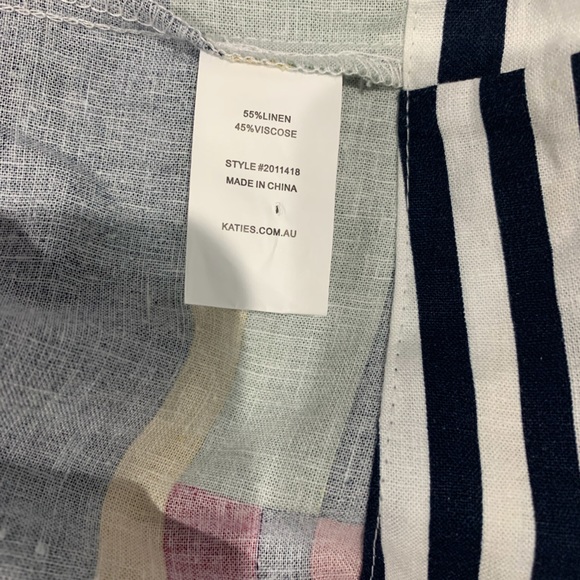 55%LINEN
45%VISCOSE
STYLE #2011418
MADE IN CHINA
KATIES.COM.AU